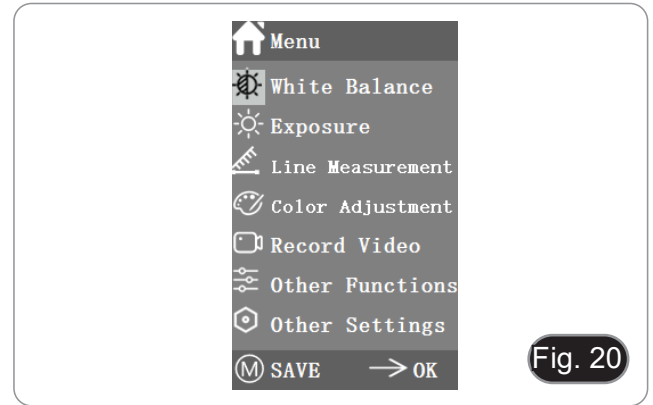 Menu
White Balance
Exposure
Line Measurement
Color Adjustment
Record Video
Other Functions
Other Settings
M SAVE → OK
Fig. 20